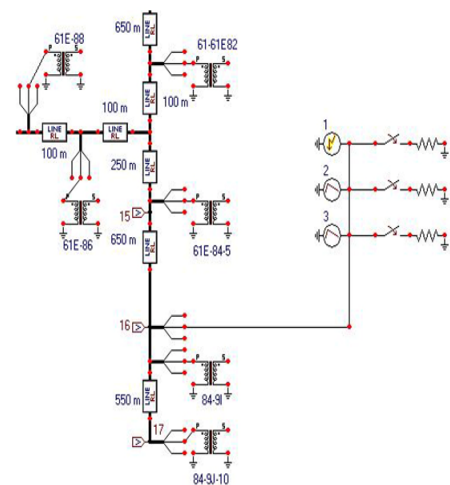 650 m
LINE
RL
61-61E82
P S
61E-88
P S
LINE
RL
100 m
100 m
LINE
RL
LINE
RL
100 m
250 m
LINE
RL
P S
61E-86
15
P S
61E-84-5
650 m
LINE
RL
1
2
3
16
P S
84-9I
550 m
LINE
RL
17
P S
84-9J-10